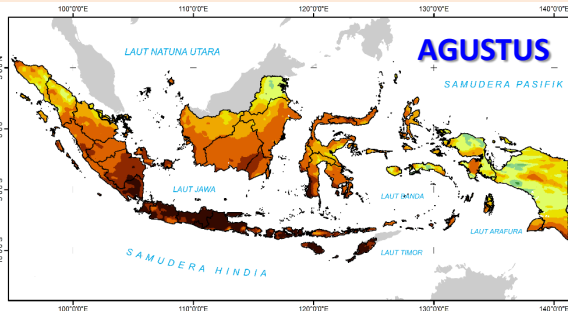 100°0'0"E 110°0'0"E 120°0'0"E 130°0'0"E 140°0'0"E
AGUSTUS
LAUT NATUNA UTARA
SAMUDERA PASIFIK
LAUT JAWA
LAUT BANDA
LAUT ARAFURA
LAUT TIMOR
SAMUDERA HINDIA
100°0'0"E 110°0'0"E 120°0'0"E 130°0'0"E 140°0'0"E